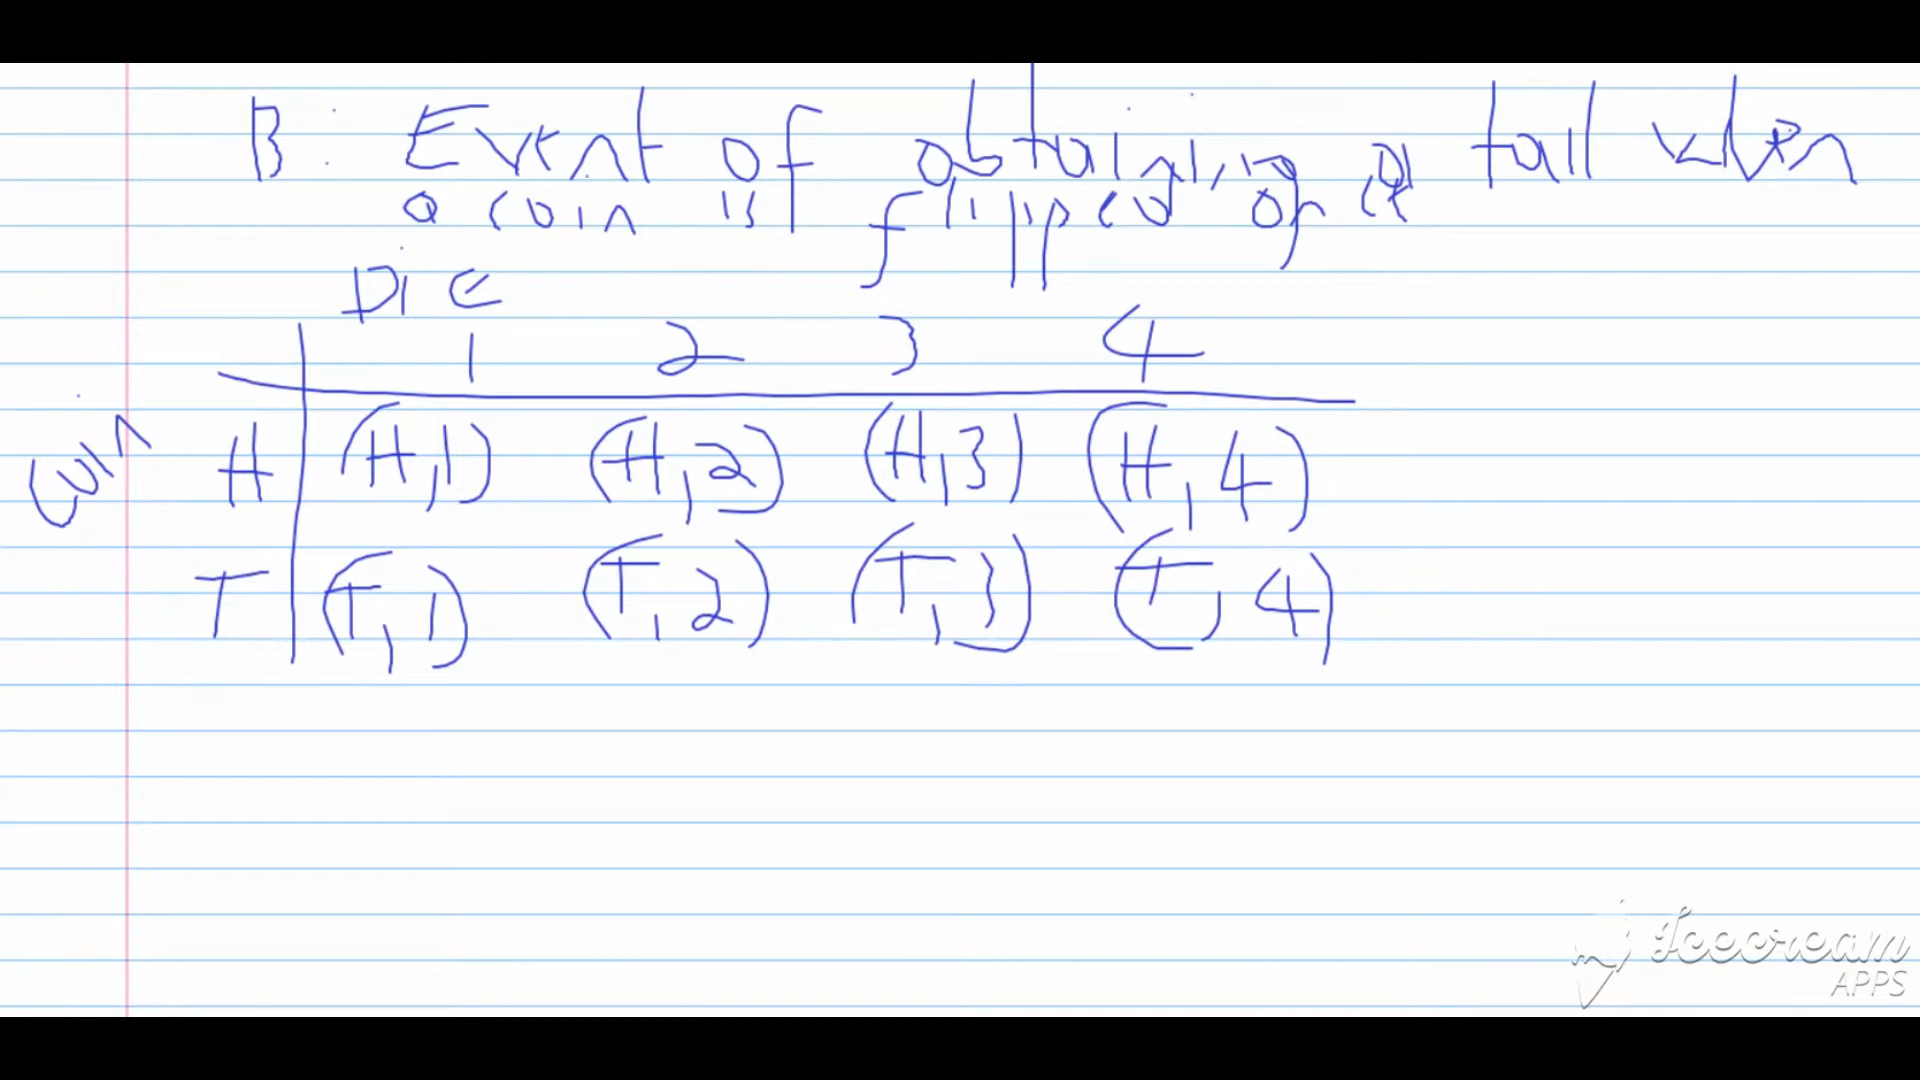 B: Event of obtaining a tail when
a coin is flipped once
Die
1 2 3 4
Coin
H (H,1) (H,2) (H,3) (H,4)
T (T,1) (T,2) (T,3) (T,4)
Icecream
APPS